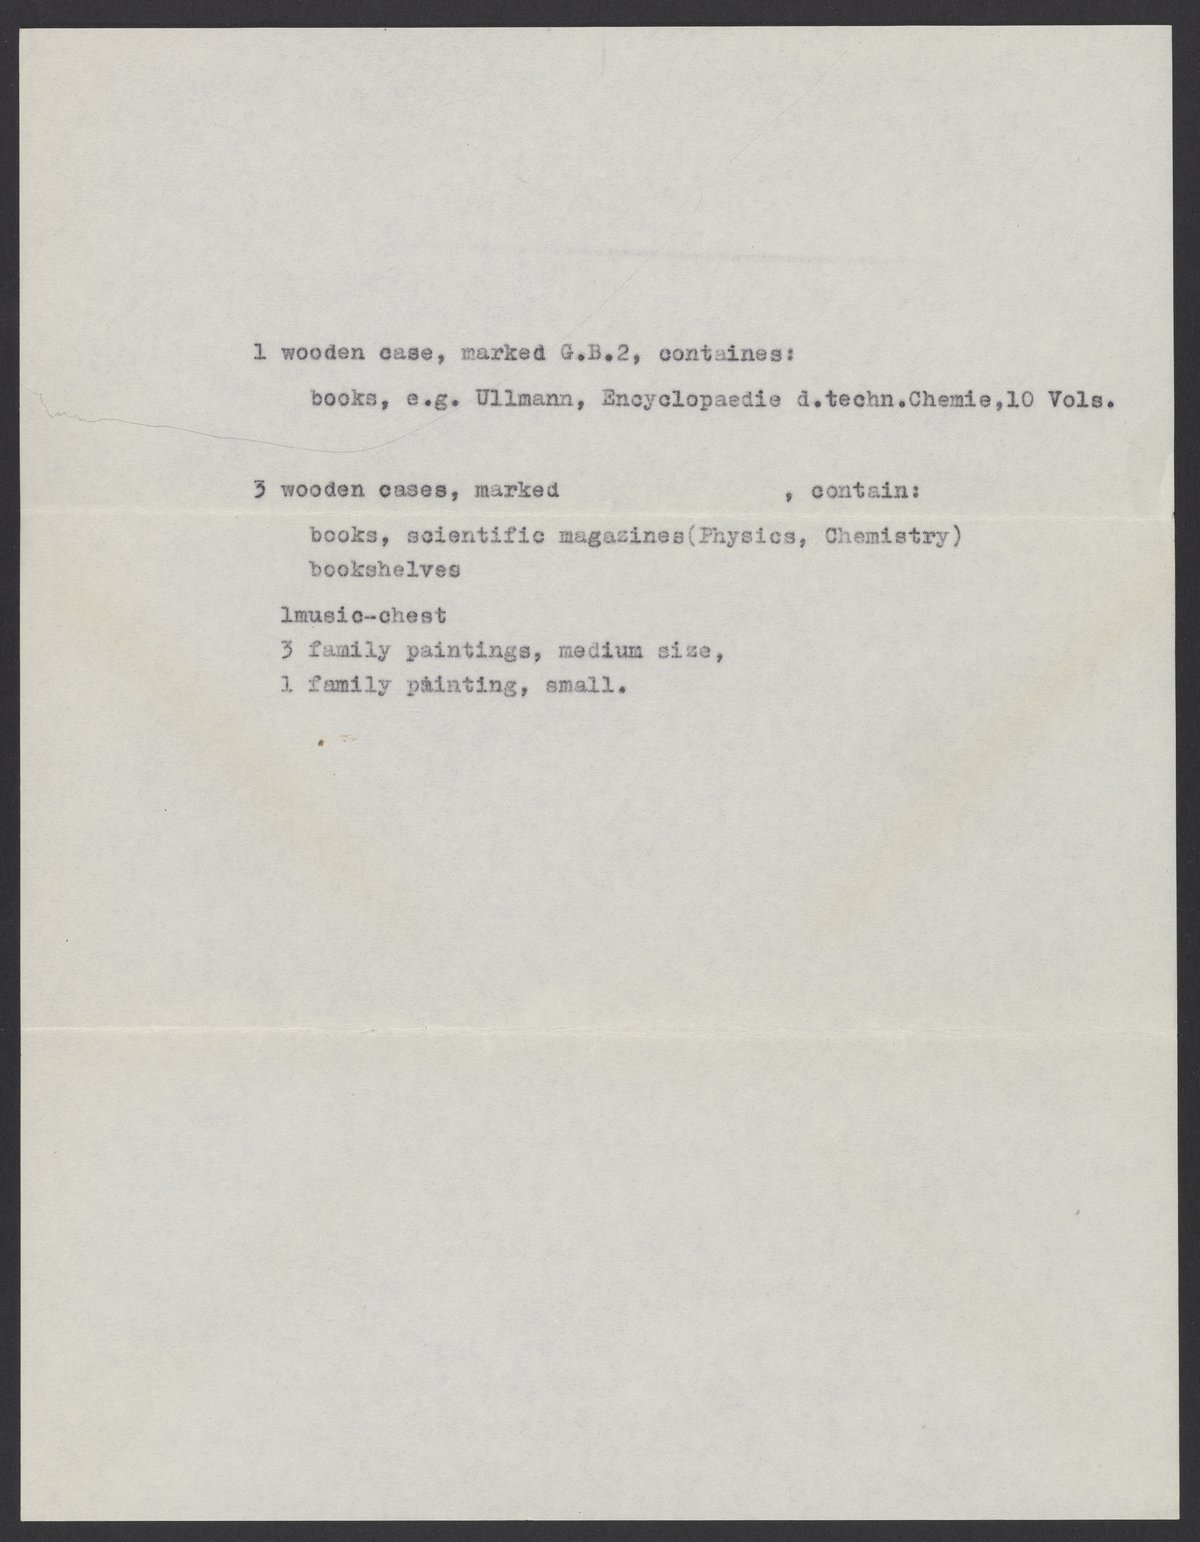 1 wooden case, marked G.B.2, containes:
books, e.g. Ullmann, Encyclopaedie d.techn.Chemie,10 Vols.
3 wooden cases, marked , contain:
books, scientific magazines(Physics, Chemistry)
bookshelves
1music-chest
3 family paintings, medium size,
1 family painting, small.